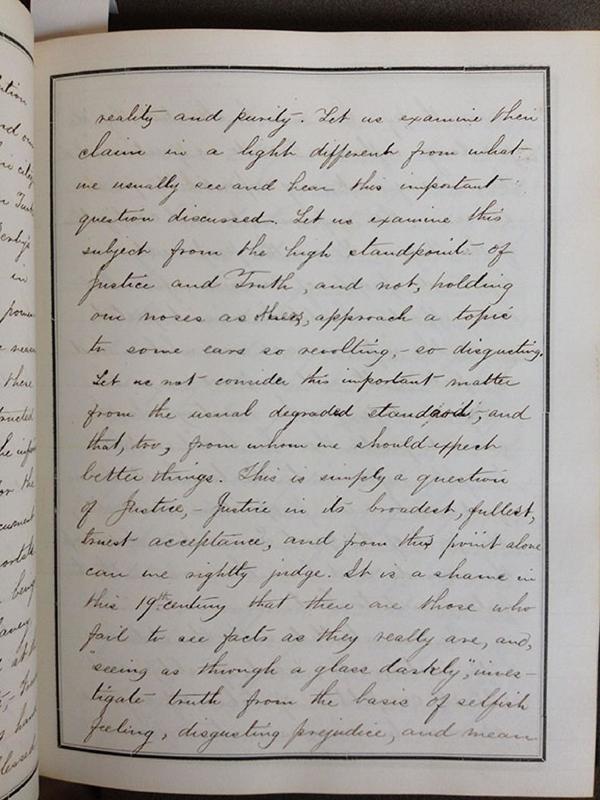 reality and purity. Let us examine their
claim in a light different from what
we usually see and hear this important
question discussed. Let us examine this
subject from the high standpoint of
Justice and Truth, and not, holding
our noses as others, approach a topic
to some ears so revolting,- so disgusting.
Let us not consider this important matter
from the usual degraded standard, and
that, too, from whom we should expect
better things. This is simply a question
of Justice,- Justice in its broadest, fullest,
truest acceptance, and from this point alone
can we rightly judge. It is a shame in
this 19th century that there are those who
fail to see facts as they really are, and,
"seeing as through a glass darkly," inves-
tigate truth from the basis of selfish
feeling, disgusting prejudice, and mean